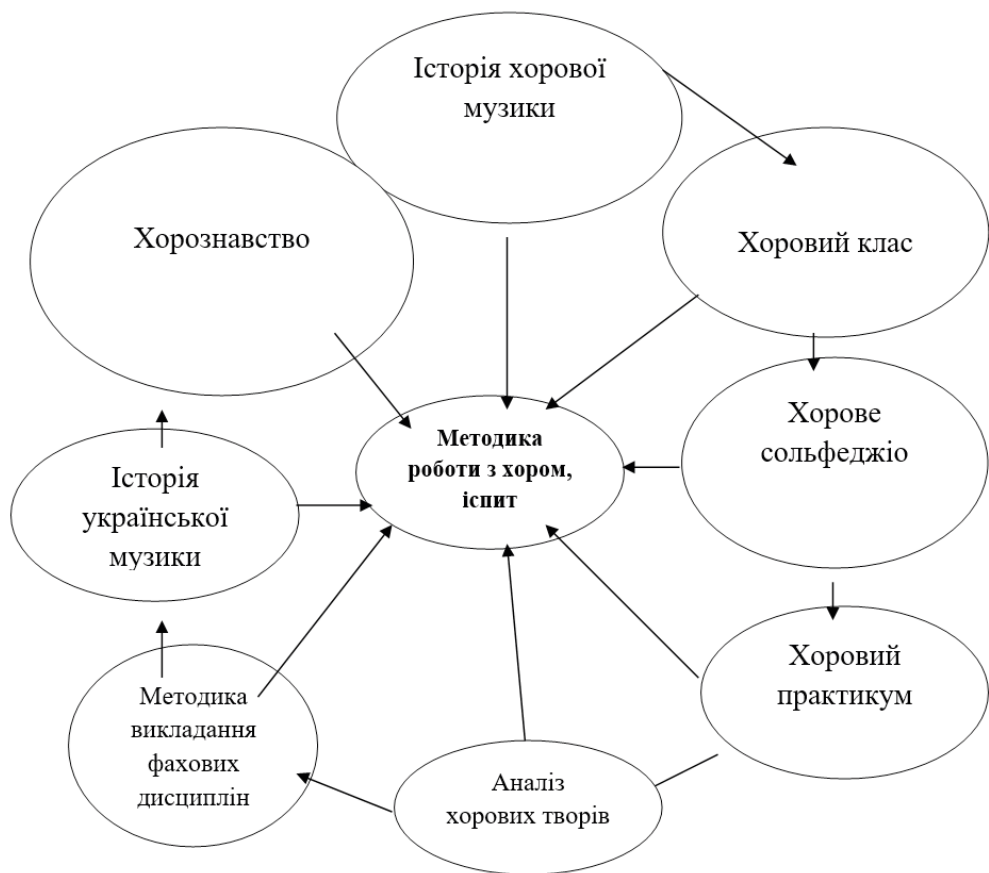 Історія хорової
музики
Хорознавство
Хоровий клас
Методика
роботи з хором,
іспит
Хорове
сольфеджіо
Історія
української
музики
Хоровий
практикум
Методика
викладання
фахових
дисциплін
Аналіз
хорових творів